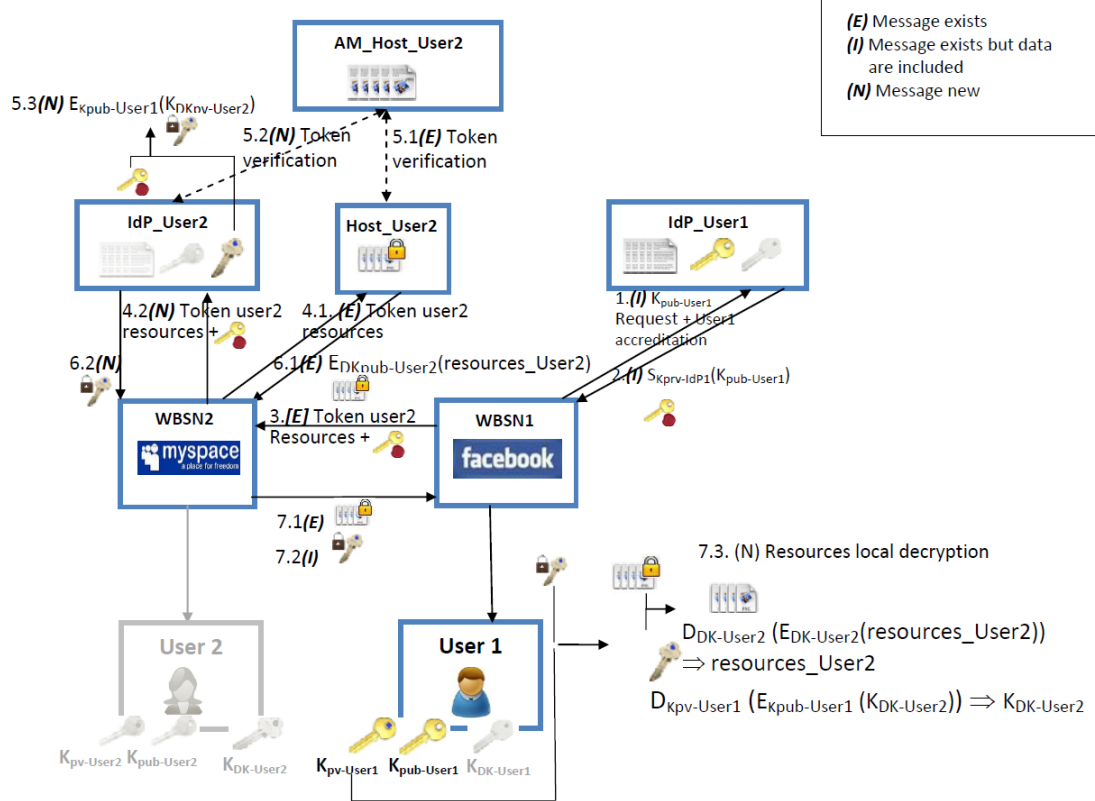 AM_Host_User2
(E) Message exists
(I) Message exists but data
are included
(N) Message new
5.3(N) EKpub-User1(KDKpv-User2)
5.2(N) Token
verification
5.1(E) Token
verification
IdP_User2
Host_User2
IdP_User1
4.2(N) Token user2
resources +
4.1. (E) Token user2
resources
1.(I) Kpub-User1
Request + User1
accreditation
6.2(N)
6.1(E) EDKpub-User2(resources_User2)
2.(I) SKprv-IdP1(Kpub-User1)
WBSN2
myspace
a place for freedom
3.[E] Token user2
Resources +
WBSN1
facebook
7.1(E)
7.2(I)
7.3. (N) Resources local decryption
DDK-User2 (EDK-User2(resources_User2))
⇒ resources_User2
DKpv-User1 (EKpub-User1 (KDK-User2)) ⇒ KDK-User2
User 2
User 1
Kpv-User2
Kpub-User2
KDK-User2
Kpv-User1
Kpub-User1
KDK-User1